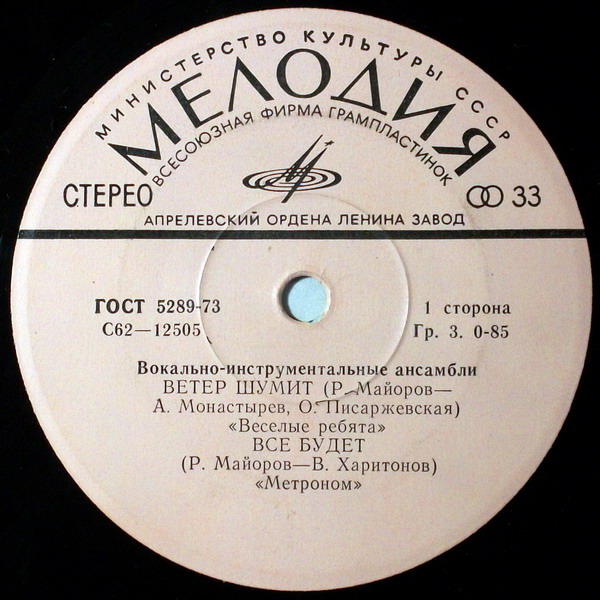 МИНИСТЕРСТВО КУЛЬТУРЫ СССР
МЕЛОДИЯ
ВСЕСОЮЗНАЯ ФИРМА ГРАМПЛАСТИНОК
СТЕРЕО
33
АПРЕЛЕВСКИЙ ОРДЕНА ЛЕНИНА ЗАВОД
ГОСТ 5289-73
1 сторона
С62—12505
Гр. 3. 0-85
Вокально-инструментальные ансамбли
ВЕТЕР ШУМИТ (Р. Майоров—
А. Монастырев, О. Писаржевская)
«Веселые ребята»
ВСЕ БУДЕТ
(Р. Майоров—В. Харитонов)
«Метроном»